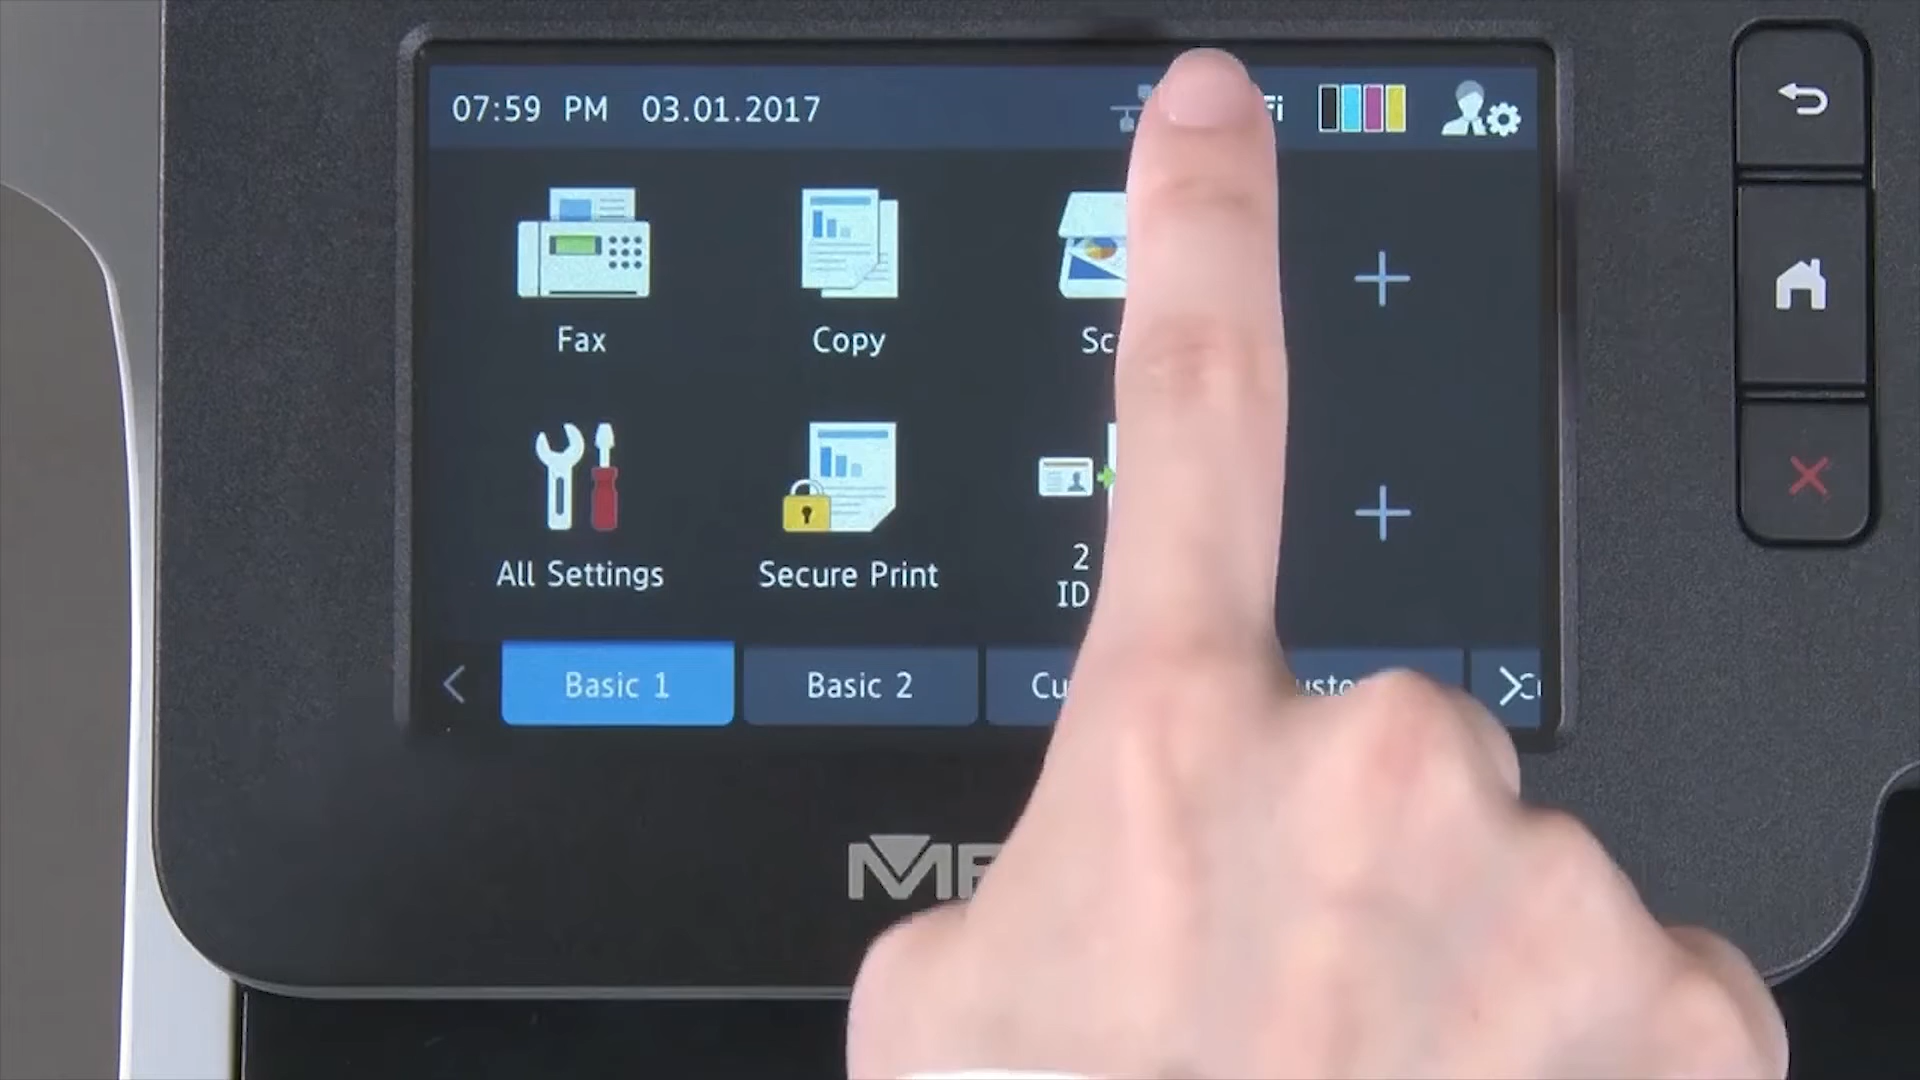 07:59 PM 03.01.2017
Fax Copy
All Settings Secure Print
2
ID
Basic 1 Basic 2